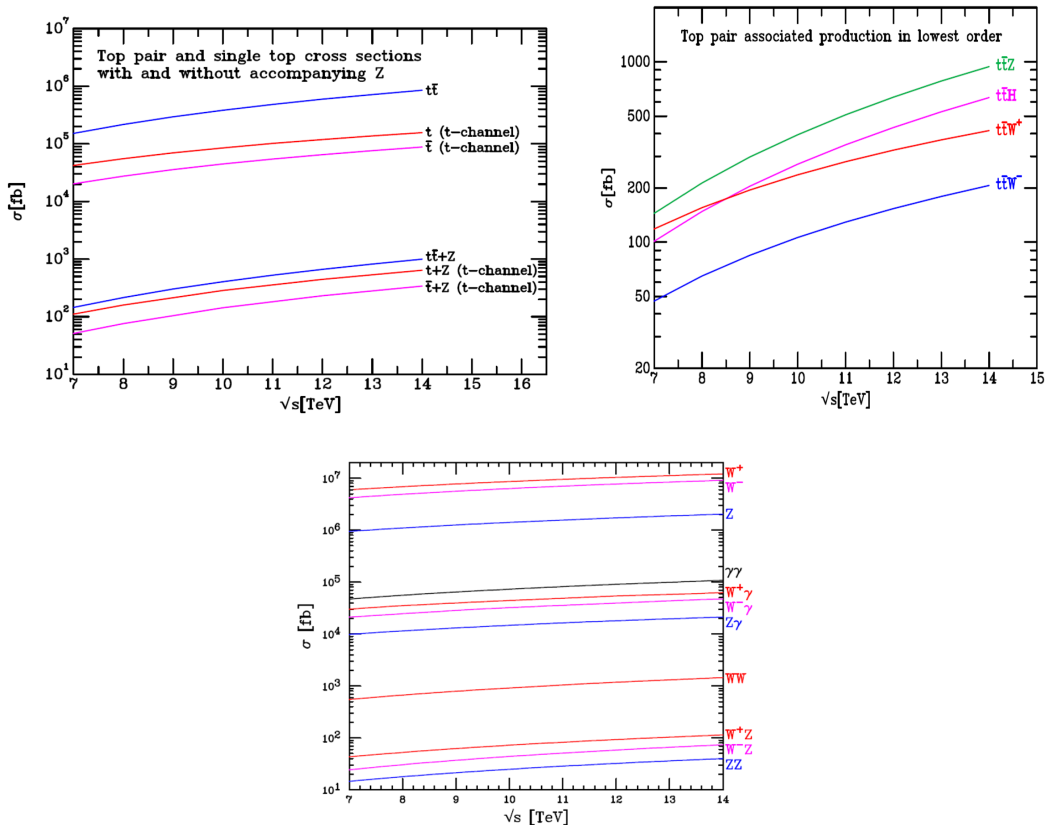 Top pair and single top cross sections
with and without accompanying Z
σ[fb]
10⁷
10⁶
10⁵
10⁴
10³
10²
10¹
tt̄
t (t−channel)
t̄ (t−channel)
tt̄+Z
t+Z (t−channel)
t̄+Z (t−channel)
7 8 9 10 11 12 13 14 15 16
√s[TeV]
Top pair associated production in lowest order
σ[fb]
1000
500
200
100
50
20
tt̄Z
tt̄H
tt̄W⁺
tt̄W⁻
7 8 9 10 11 12 13 14 15
√s[TeV]
σ [fb]
10⁷
10⁶
10⁵
10⁴
10³
10²
10¹
W⁺
W⁻
Z
γγ
W⁺γ
W⁻γ
Zγ
WW
W⁺Z
W⁻Z
ZZ
7 8 9 10 11 12 13 14
√s [TeV]